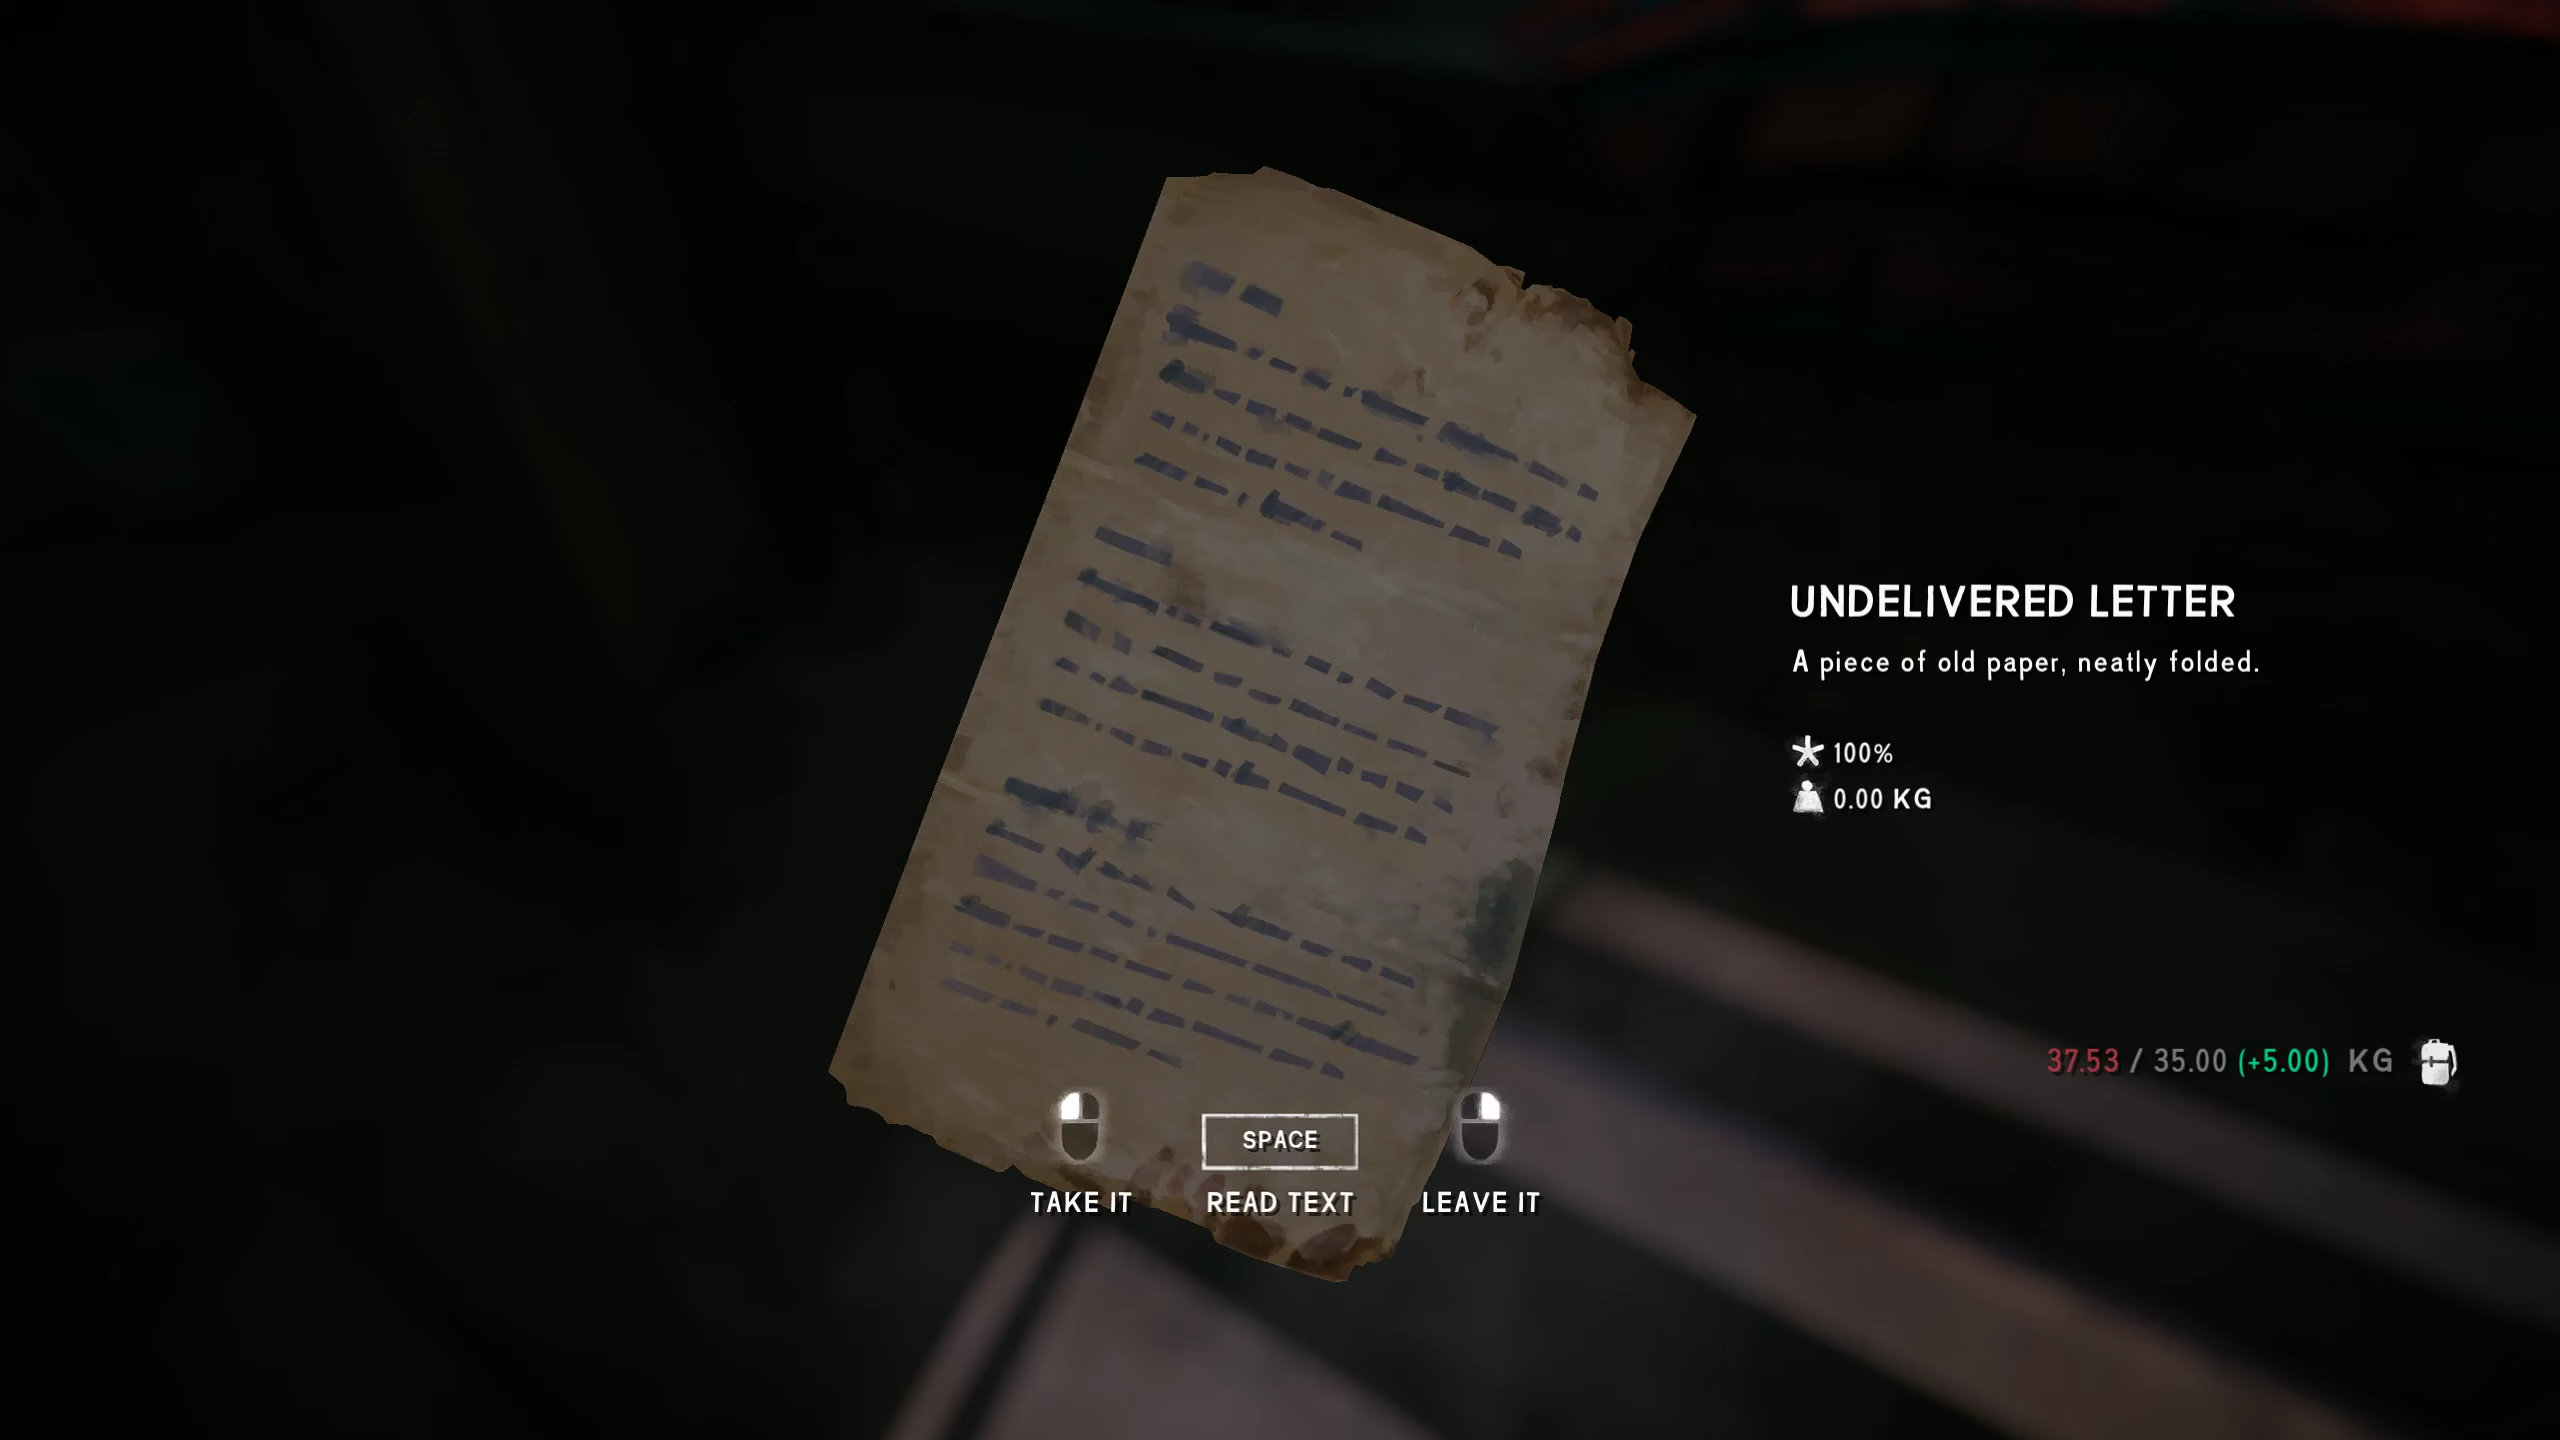 UNDELIVERED LETTER
A piece of old paper, neatly folded.
100%
0.00 KG
37.53 / 35.00 (+5.00) KG
SPACE
TAKE IT
READ TEXT
LEAVE IT